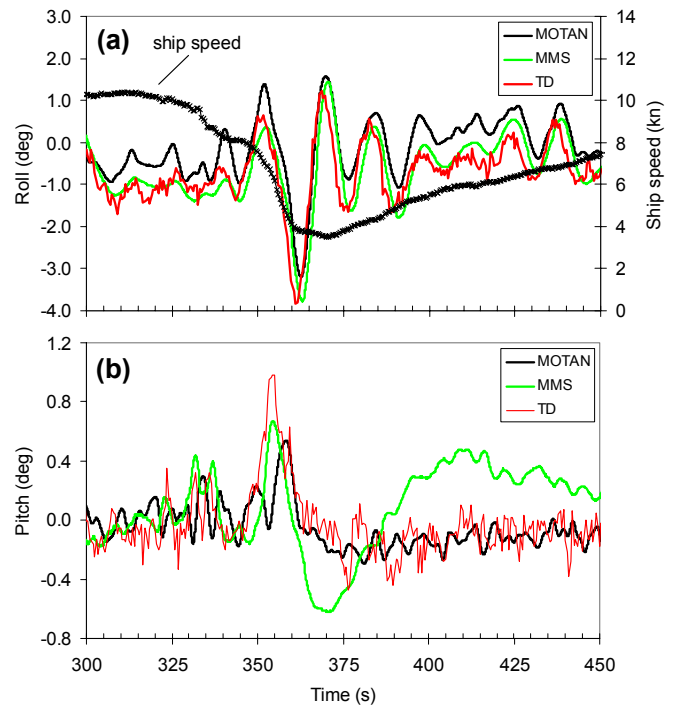 (a)
ship speed
MOTAN
MMS
TD
3.0
2.0
1.0
0.0
-1.0
-2.0
-3.0
-4.0
Roll (deg)
14
12
10
8
6
4
2
0
Ship speed (kn)
(b)
MOTAN
MMS
TD
1.2
0.8
0.4
0.0
-0.4
-0.8
Pitch (deg)
300 325 350 375 400 425 450
Time (s)